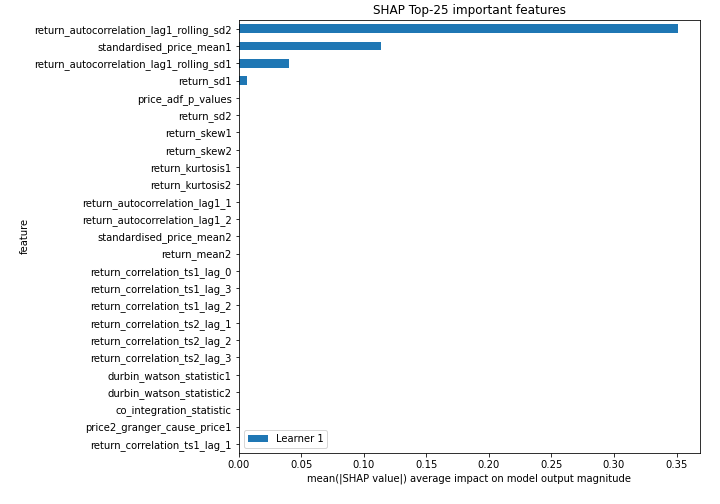 SHAP Top-25 important features
return_autocorrelation_lag1_rolling_sd2
standardised_price_mean1
return_autocorrelation_lag1_rolling_sd1
return_sd1
price_adf_p_values
return_sd2
return_skew1
return_skew2
return_kurtosis1
return_kurtosis2
return_autocorrelation_lag1_1
return_autocorrelation_lag1_2
standardised_price_mean2
return_mean2
return_correlation_ts1_lag_0
return_correlation_ts1_lag_3
return_correlation_ts1_lag_2
return_correlation_ts2_lag_1
return_correlation_ts2_lag_2
return_correlation_ts2_lag_3
durbin_watson_statistic1
durbin_watson_statistic2
co_integration_statistic
price2_granger_cause_price1
return_correlation_ts1_lag_1
feature
Learner 1
0.00 0.05 0.10 0.15 0.20 0.25 0.30 0.35
mean(|SHAP value|) average impact on model output magnitude